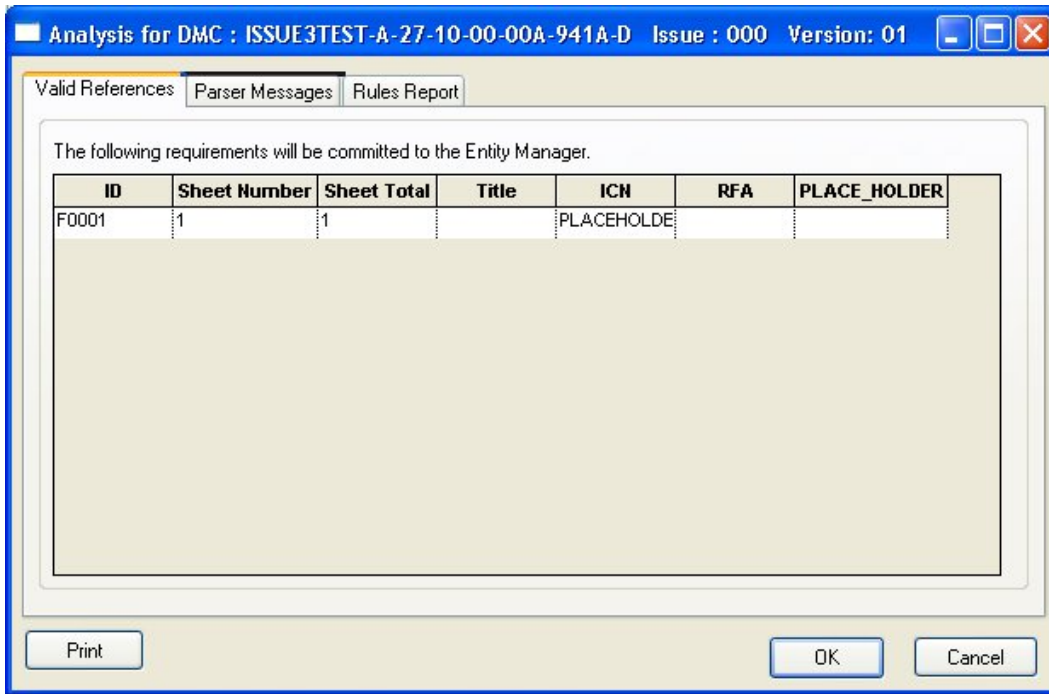 Analysis for DMC : ISSUE3TEST-A-27-10-00-00A-941A-D Issue : 000 Version: 01
Valid References Parser Messages Rules Report
The following requirements will be committed to the Entity Manager.
ID Sheet Number Sheet Total Title ICN RFA PLACE_HOLDER
F0001 1 1 PLACEHOLDE
Print OK Cancel